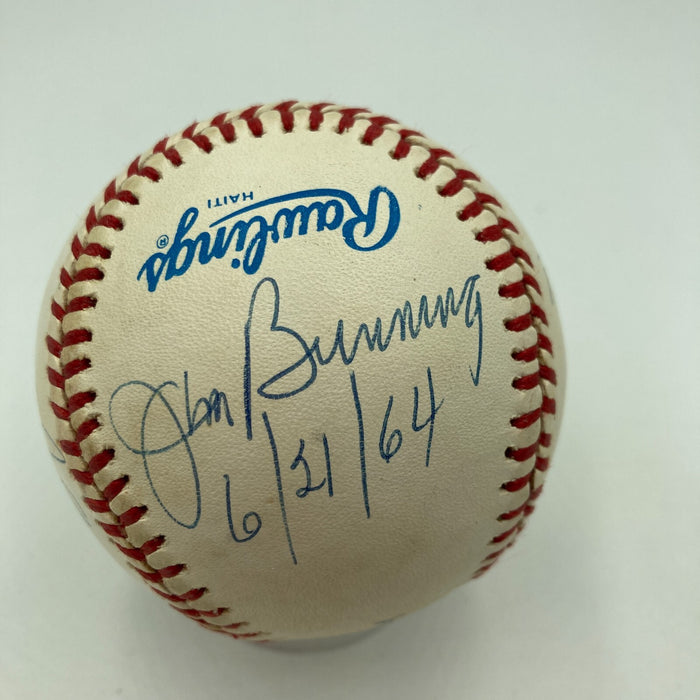 Rawlings®
HAITI
Jim Bunning
6/21/64